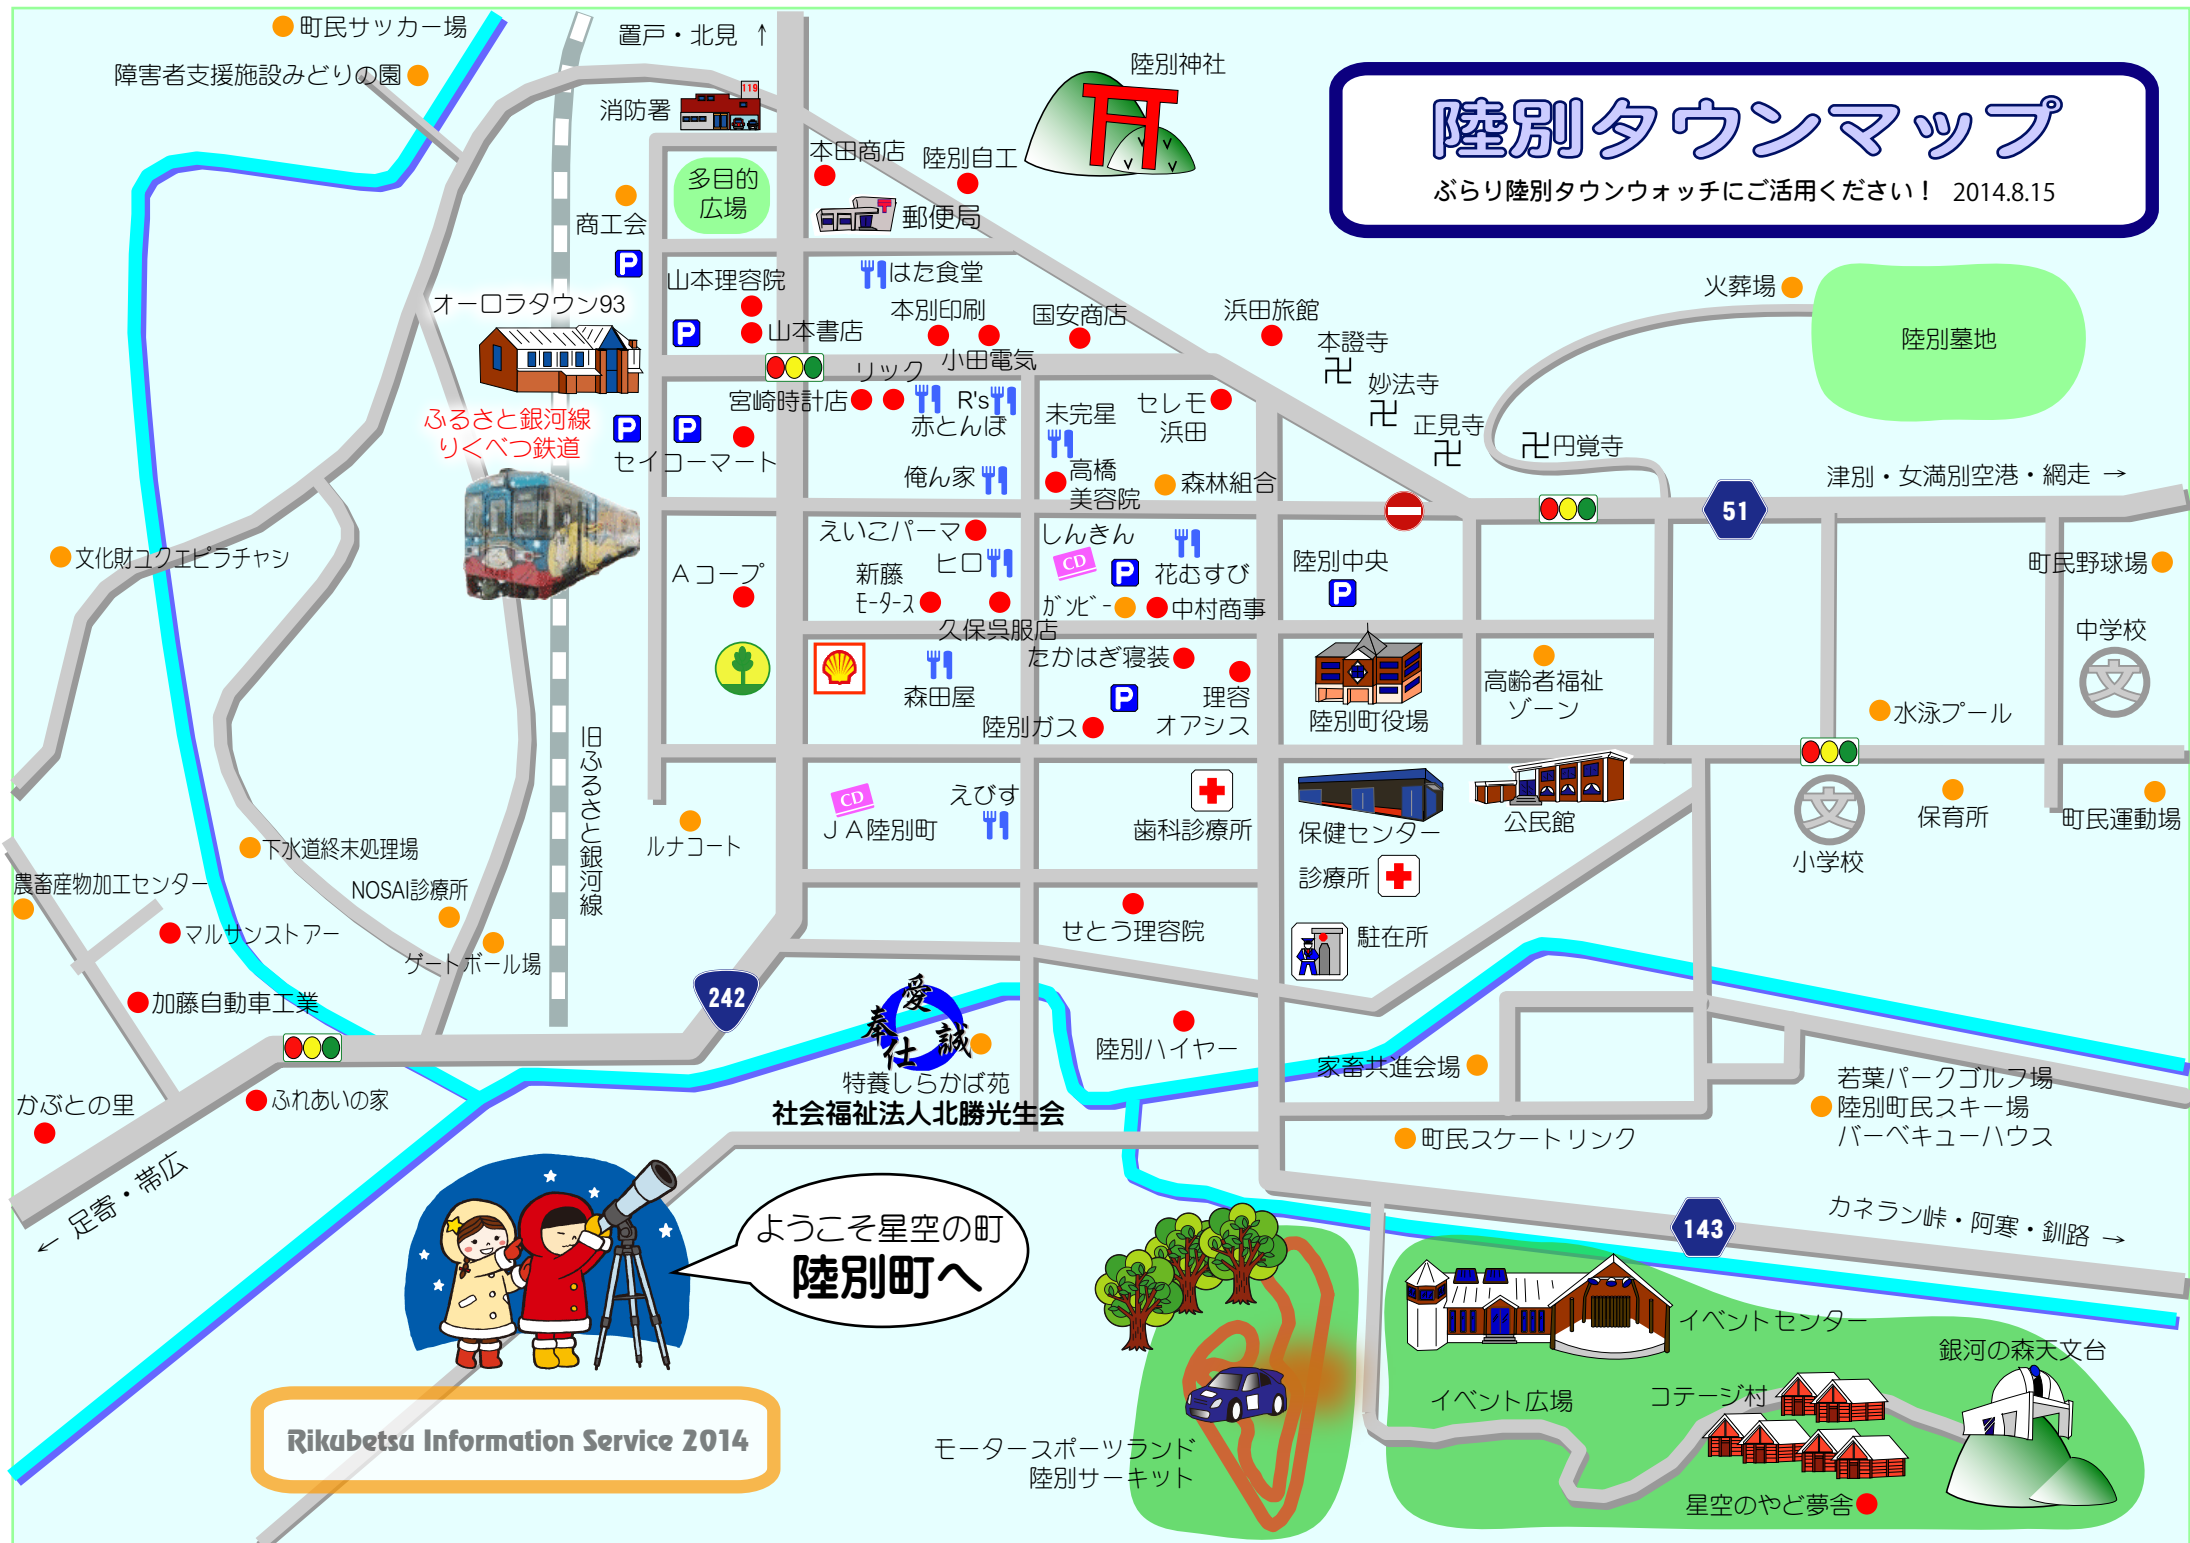 町民サッカー場
置戸・北見 ↑
障害者支援施設みどりの園
消防署
119
陸別神社
陸別タウンマップ
ぶらり陸別タウンウォッチにご活用ください！ 2014.8.15
本田商店
陸別自工
多目的
広場
商工会
郵便局
P
山本理容院
はた食堂
オーロラタウン93
P
山本書店
本別印刷
小田電気
国安商店
浜田旅館
火葬場
陸別墓地
本證寺
卍
妙法寺
卍
正見寺
卍
卍円覚寺
リック
宮崎時計店
R's
赤とんぼ
未完星
セレモ
浜田
ふるさと銀河線
りくべつ鉄道
P
P
セイコーマート
俺ん家
高橋
美容院
森林組合
津別・女満別空港・網走 →
51
文化財ユクエピラチャシ
えいこパーマ
しんきん
CD
P
花むすび
ヒロ
新藤
ﾓｰﾀｰｽ
久保呉服店
ｶﾞﾝﾋﾞｰ
中村商事
陸別中央
P
町民野球場
Aコープ
中学校
文
たかはぎ寝装
森田屋
P
理容
オアシス
陸別ガス
陸別町役場
高齢者福祉
ゾーン
水泳プール
旧ふるさと銀河線
ルナコート
CD
JA陸別町
えびす
歯科診療所
保健センター
公民館
文
小学校
保育所
町民運動場
診療所
下水道終末処理場
農畜産物加工センター
NOSAI診療所
マルサンストアー
ゲートボール場
せとう理容院
駐在所
加藤自動車工業
242
愛
奉
誠
仕
特養しらかば苑
社会福祉法人北勝光生会
陸別ハイヤー
家畜共進会場
かぶとの里
ふれあいの家
若葉パークゴルフ場
陸別町民スキー場
バーベキューハウス
町民スケートリンク
← 足寄・帯広
143
カネラン峠・阿寒・釧路 →
ようこそ星空の町
陸別町へ
イベントセンター
銀河の森天文台
イベント広場
コテージ村
Rikubetsu Information Service 2014
モータースポーツランド
陸別サーキット
星空のやど夢舎